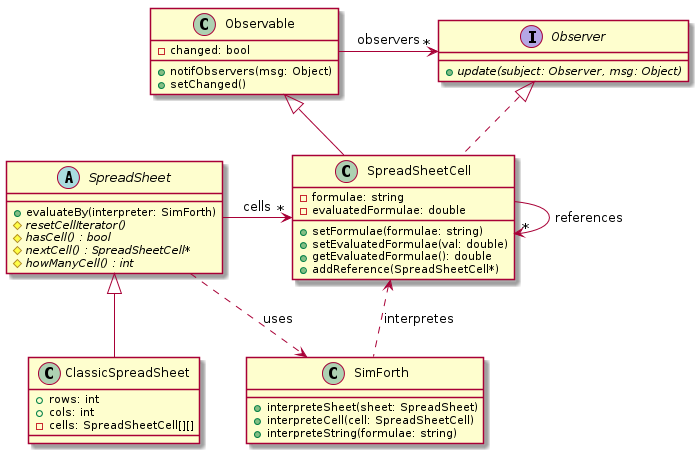 C Observable
changed: bool
notifObservers(msg: Object)
setChanged()
observers
*
I Observer
update(subject: Observer, msg: Object)
A SpreadSheet
evaluateBy(interpreter: SimForth)
resetCellIterator()
hasCell() : bool
nextCell() : SpreadSheetCell*
howManyCell() : int
cells
*
C SpreadSheetCell
formulae: string
evaluatedFormulae: double
setFormulae(formulae: string)
setEvaluatedFormulae(val: double)
getEvaluatedFormulae(): double
addReference(SpreadSheetCell*)
*
references
uses
interpretes
C ClassicSpreadSheet
rows: int
cols: int
cells: SpreadSheetCell[][]
C SimForth
interpreteSheet(sheet: SpreadSheet)
interpreteCell(cell: SpreadSheetCell)
interpreteString(formulae: string)